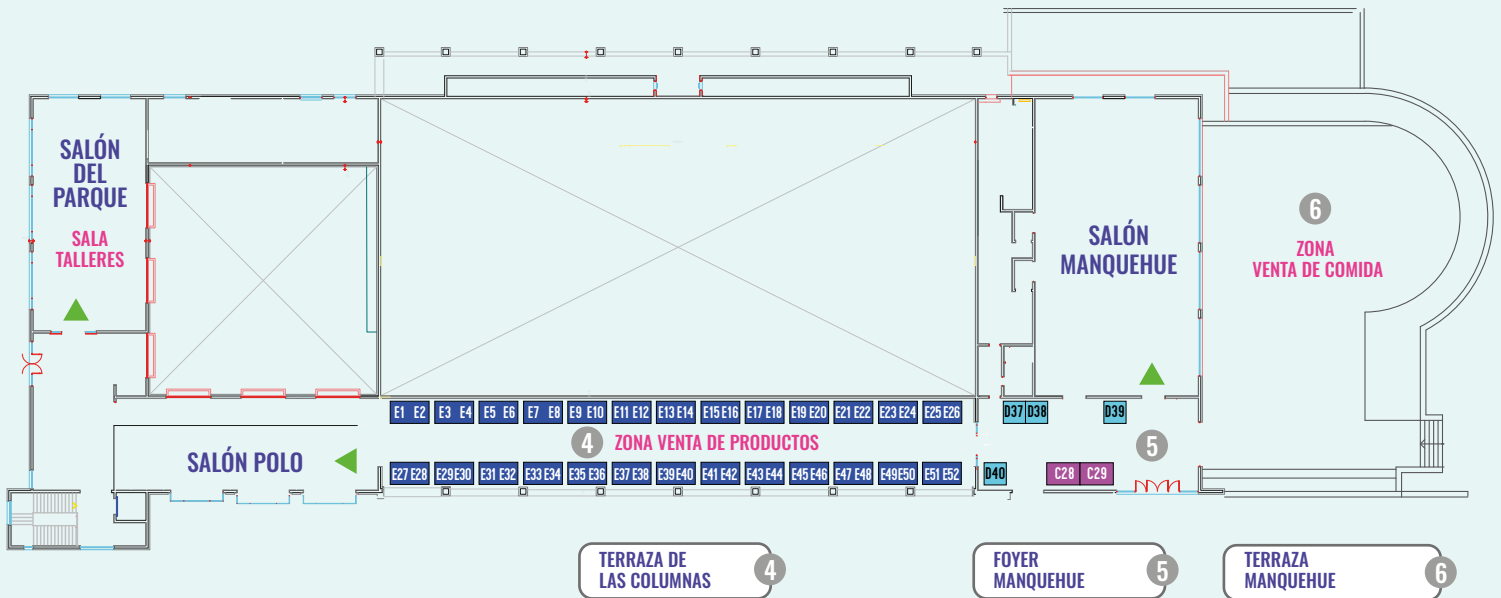 SALÓN
DEL
PARQUE
SALA
TALLERES
SALÓN
MANQUEHUE
6
ZONA
VENTA DE COMIDA
E1 E2 E3 E4 E5 E6 E7 E8 E9 E10 E11 E12 E13 E14 E15 E16 E17 E18 E19 E20 E21 E22 E23 E24 E25 E26
D37 D38 D39
4 ZONA VENTA DE PRODUCTOS
5
SALÓN POLO
E27 E28 E29 E30 E31 E32 E33 E34 E35 E36 E37 E38 E39 E40 E41 E42 E43 E44 E45 E46 E47 E48 E49 E50 E51 E52
D40 C28 C29
TERRAZA DE
LAS COLUMNAS
4
FOYER
MANQUEHUE
5
TERRAZA
MANQUEHUE
6